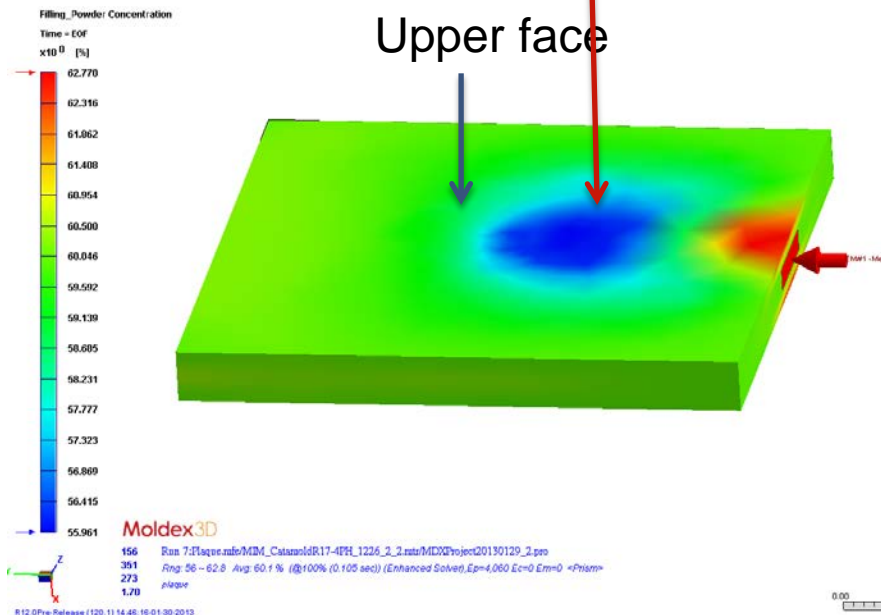 Filling_Powder Concentration
Time = EOF
x10 0 [%]
Upper face
62.770
62.316
61.862
61.408
60.954
60.500
60.046
59.592
59.139
58.685
58.231
57.777
57.323
56.869
56.415
55.961
Moldex3D
156 Run 7:Plaque.mfe/MIM_CatamoldR17-4PH_1226_2_2.mtr/MDXProject20130129_2.pro
351 Rng: 56 ~ 62.8 Avg: 60.1 % (@100% (0.105 sec)) (Enhanced Solver),Ep=4,060 Ec=0 Em=0 <Prism>
273 plaque
1.70
Z
X
0.00
R12.0Pre-Release (120.1) 14:46:16 01-30-2013